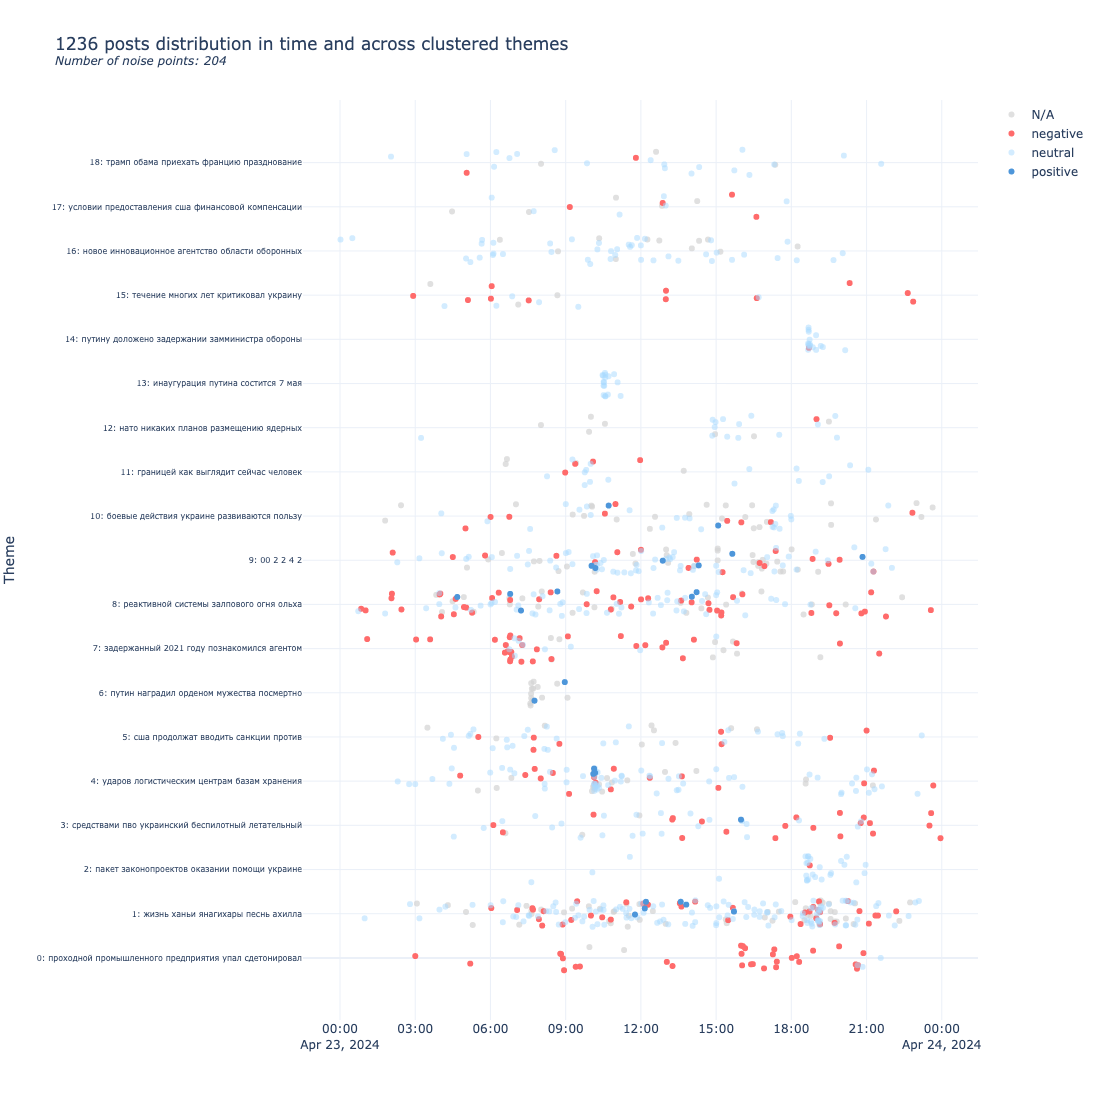 1236 posts distribution in time and across clustered themes
Number of noise points: 204
N/A
negative
neutral
positive
Theme
18: трамп обама приехать францию празднование
17: условии предоставления сша финансовой компенсации
16: новое инновационное агентство области оборонных
15: течение многих лет критиковал украину
14: путину доложено задержании замминистра обороны
13: инаугурация путина состится 7 мая
12: нато никаких планов размещению ядерных
11: границей как выглядит сейчас человек
10: боевые действия украине развиваются пользу
9: 00 2 2 4 2
8: реактивной системы залпового огня ольха
7: задержанный 2021 году познакомился агентом
6: путин наградил орденом мужества посмертно
5: сша продолжат вводить санкции против
4: ударов логистическим центрам базам хранения
3: средствами пво украинский беспилотный летательный
2: пакет законопроектов оказании помощи украине
1: жизнь ханьи янагихары песнь ахилла
0: проходной промышленного предприятия упал сдетонировал
00:00 03:00 06:00 09:00 12:00 15:00 18:00 21:00 00:00
Apr 23, 2024 Apr 24, 2024